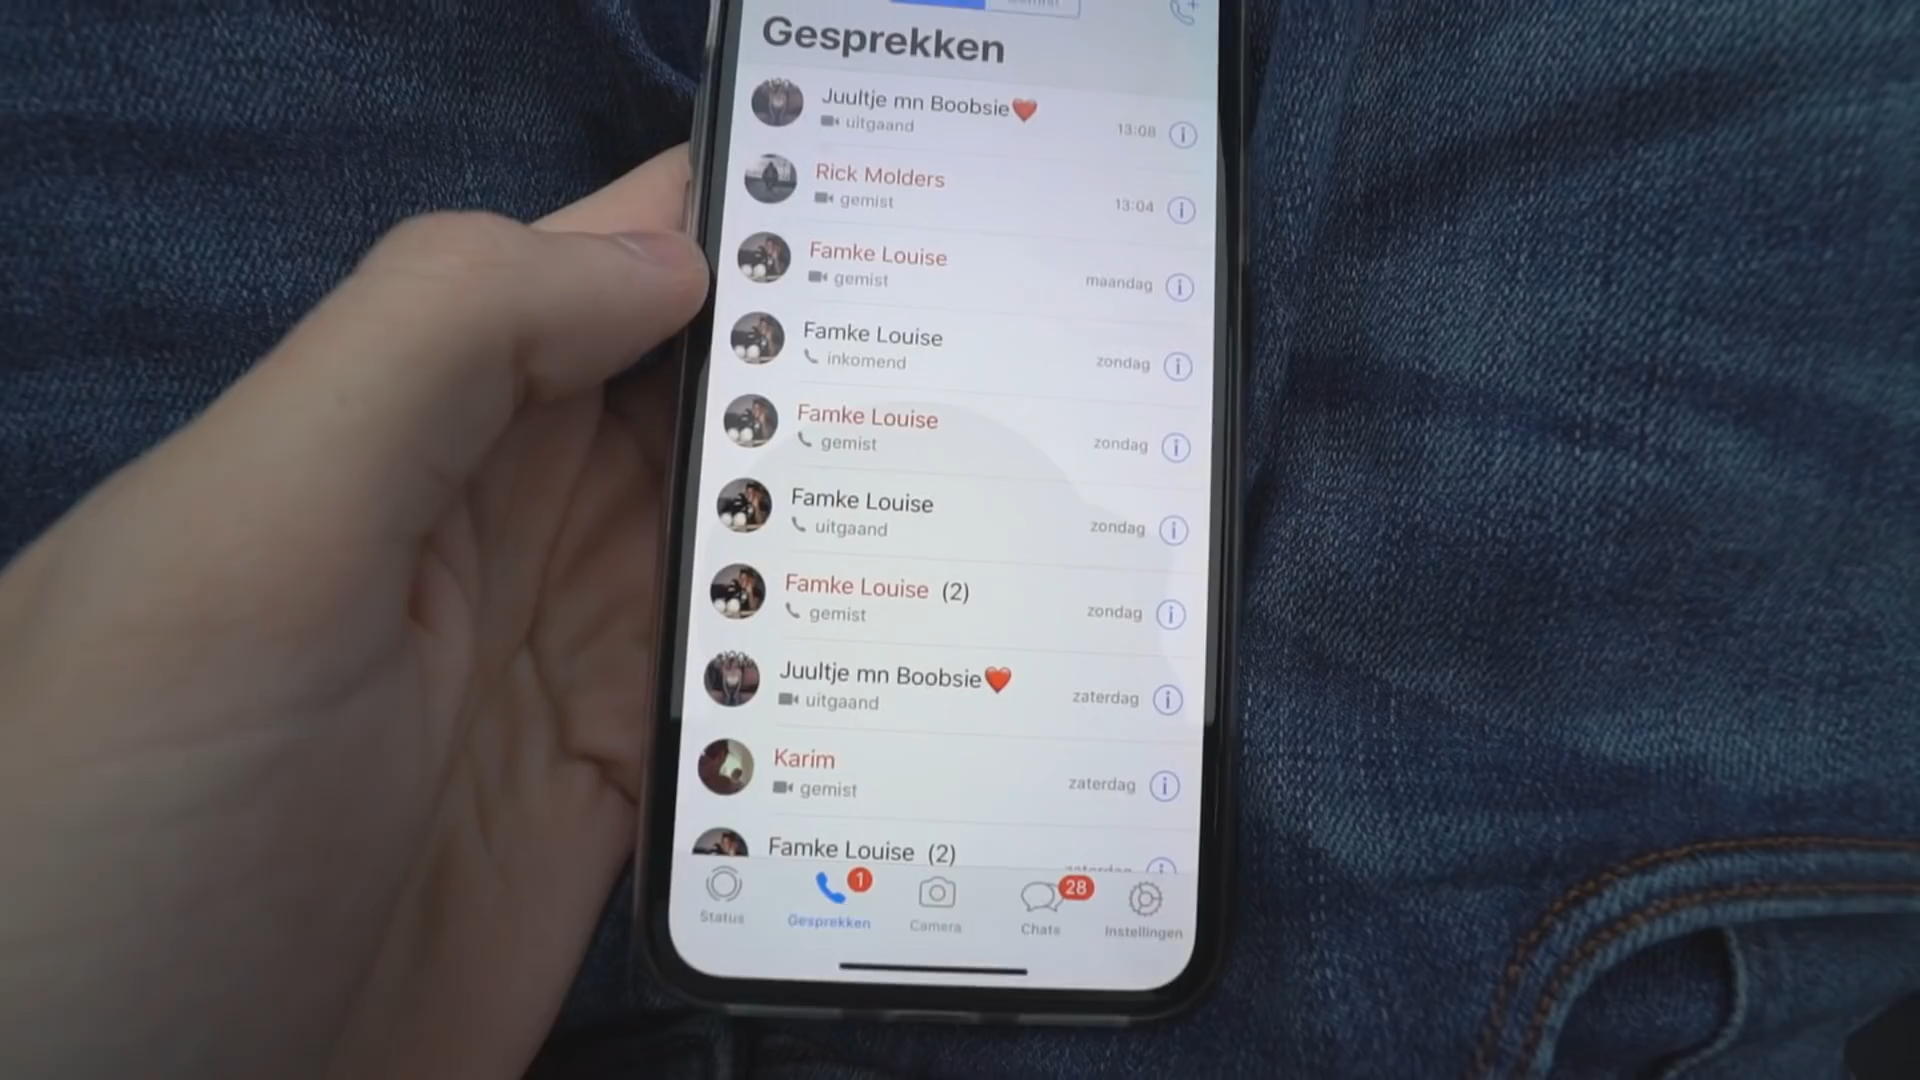 Gesprekken
Juultje mn Boobsie❤️
uitgaand
13:08
Rick Molders
gemist
13:04
Famke Louise
gemist
maandag
Famke Louise
inkomend
zondag
Famke Louise
gemist
zondag
Famke Louise
uitgaand
zondag
Famke Louise (2)
gemist
zondag
Juultje mn Boobsie❤️
uitgaand
zaterdag
Karim
gemist
zaterdag
Famke Louise (2)
1
28
Status
Gesprekken
Camera
Chats
Instellingen